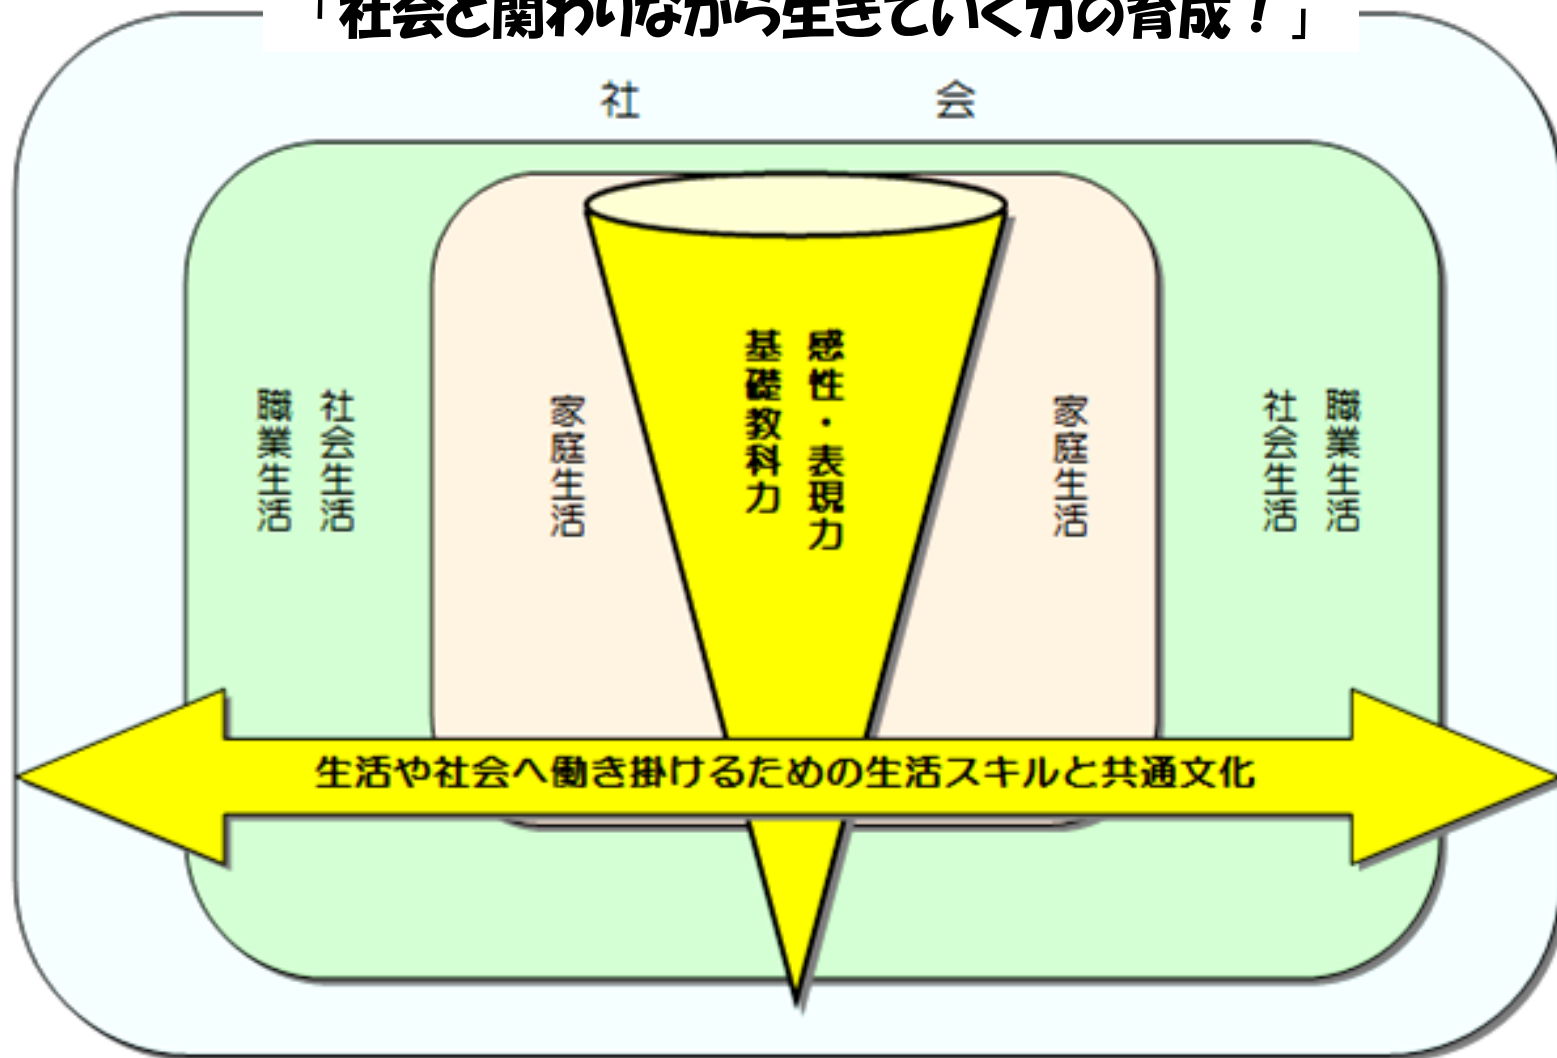 「社会と関わりながら生きていく力の育成！」
社　会
職業生活
社会生活
家庭生活
感性・表現力
基礎教科力
家庭生活
職業生活
社会生活
生活や社会へ働き掛けるための生活スキルと共通文化